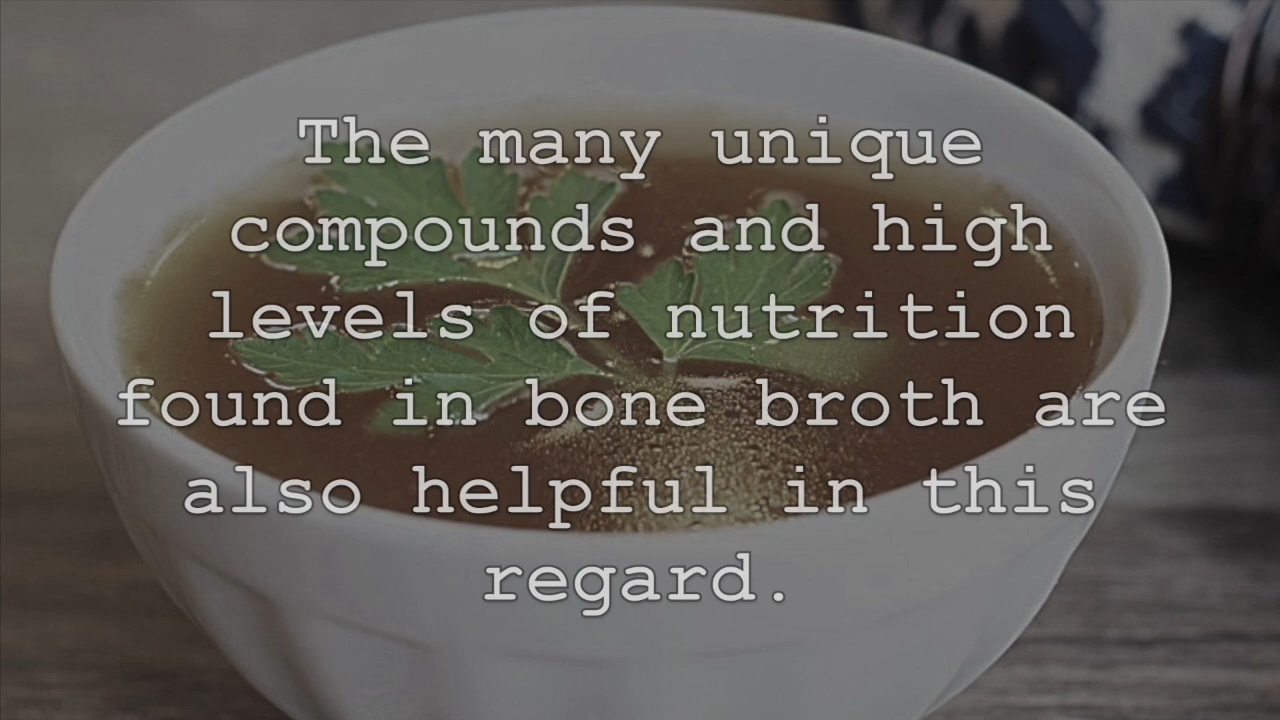 The many unique
compounds and high
levels of nutrition
found in bone broth are
also helpful in this
regard.